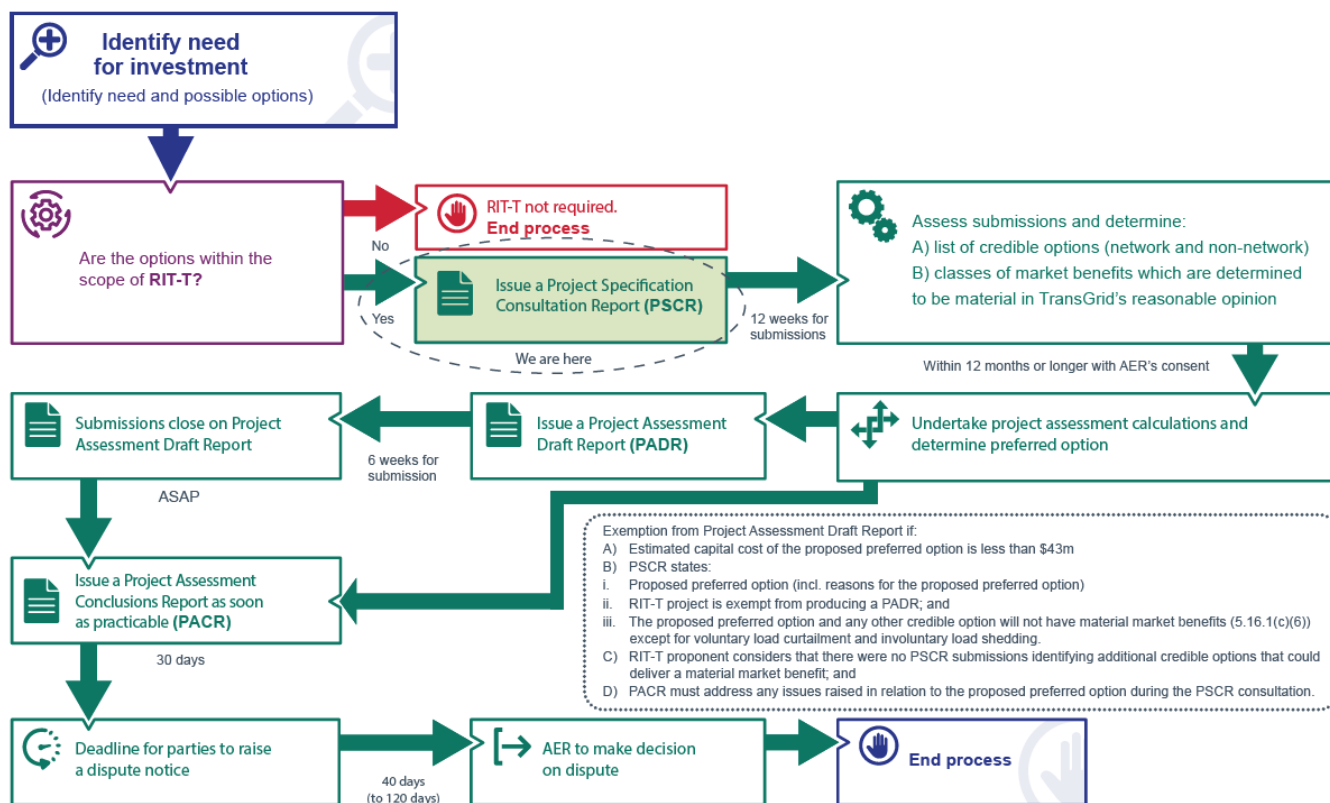 Identify need
for investment
(Identify need and possible options)
Are the options within the
scope of RIT-T?
No
RIT-T not required.
End process
Yes
Issue a Project Specification
Consultation Report (PSCR)
We are here
12 weeks for
submissions
Assess submissions and determine:
A) list of credible options (network and non-network)
B) classes of market benefits which are determined
to be material in TransGrid's reasonable opinion
Within 12 months or longer with AER's consent
Undertake project assessment calculations and
determine preferred option
Issue a Project Assessment
Draft Report (PADR)
6 weeks for
submission
Submissions close on Project
Assessment Draft Report
ASAP
Exemption from Project Assessment Draft Report if:
A) Estimated capital cost of the proposed preferred option is less than $43m
B) PSCR states:
i. Proposed preferred option (incl. reasons for the proposed preferred option)
ii. RIT-T project is exempt from producing a PADR; and
iii. The proposed preferred option and any other credible option will not have material market benefits (5.16.1(c)(6))
except for voluntary load curtailment and involuntary load shedding.
C) RIT-T proponent considers that there were no PSCR submissions identifying additional credible options that could
deliver a material market benefit; and
D) PACR must address any issues raised in relation to the proposed preferred option during the PSCR consultation.
Issue a Project Assessment
Conclusions Report as soon
as practicable (PACR)
30 days
Deadline for parties to raise
a dispute notice
40 days
(to 120 days)
AER to make decision
on dispute
End process